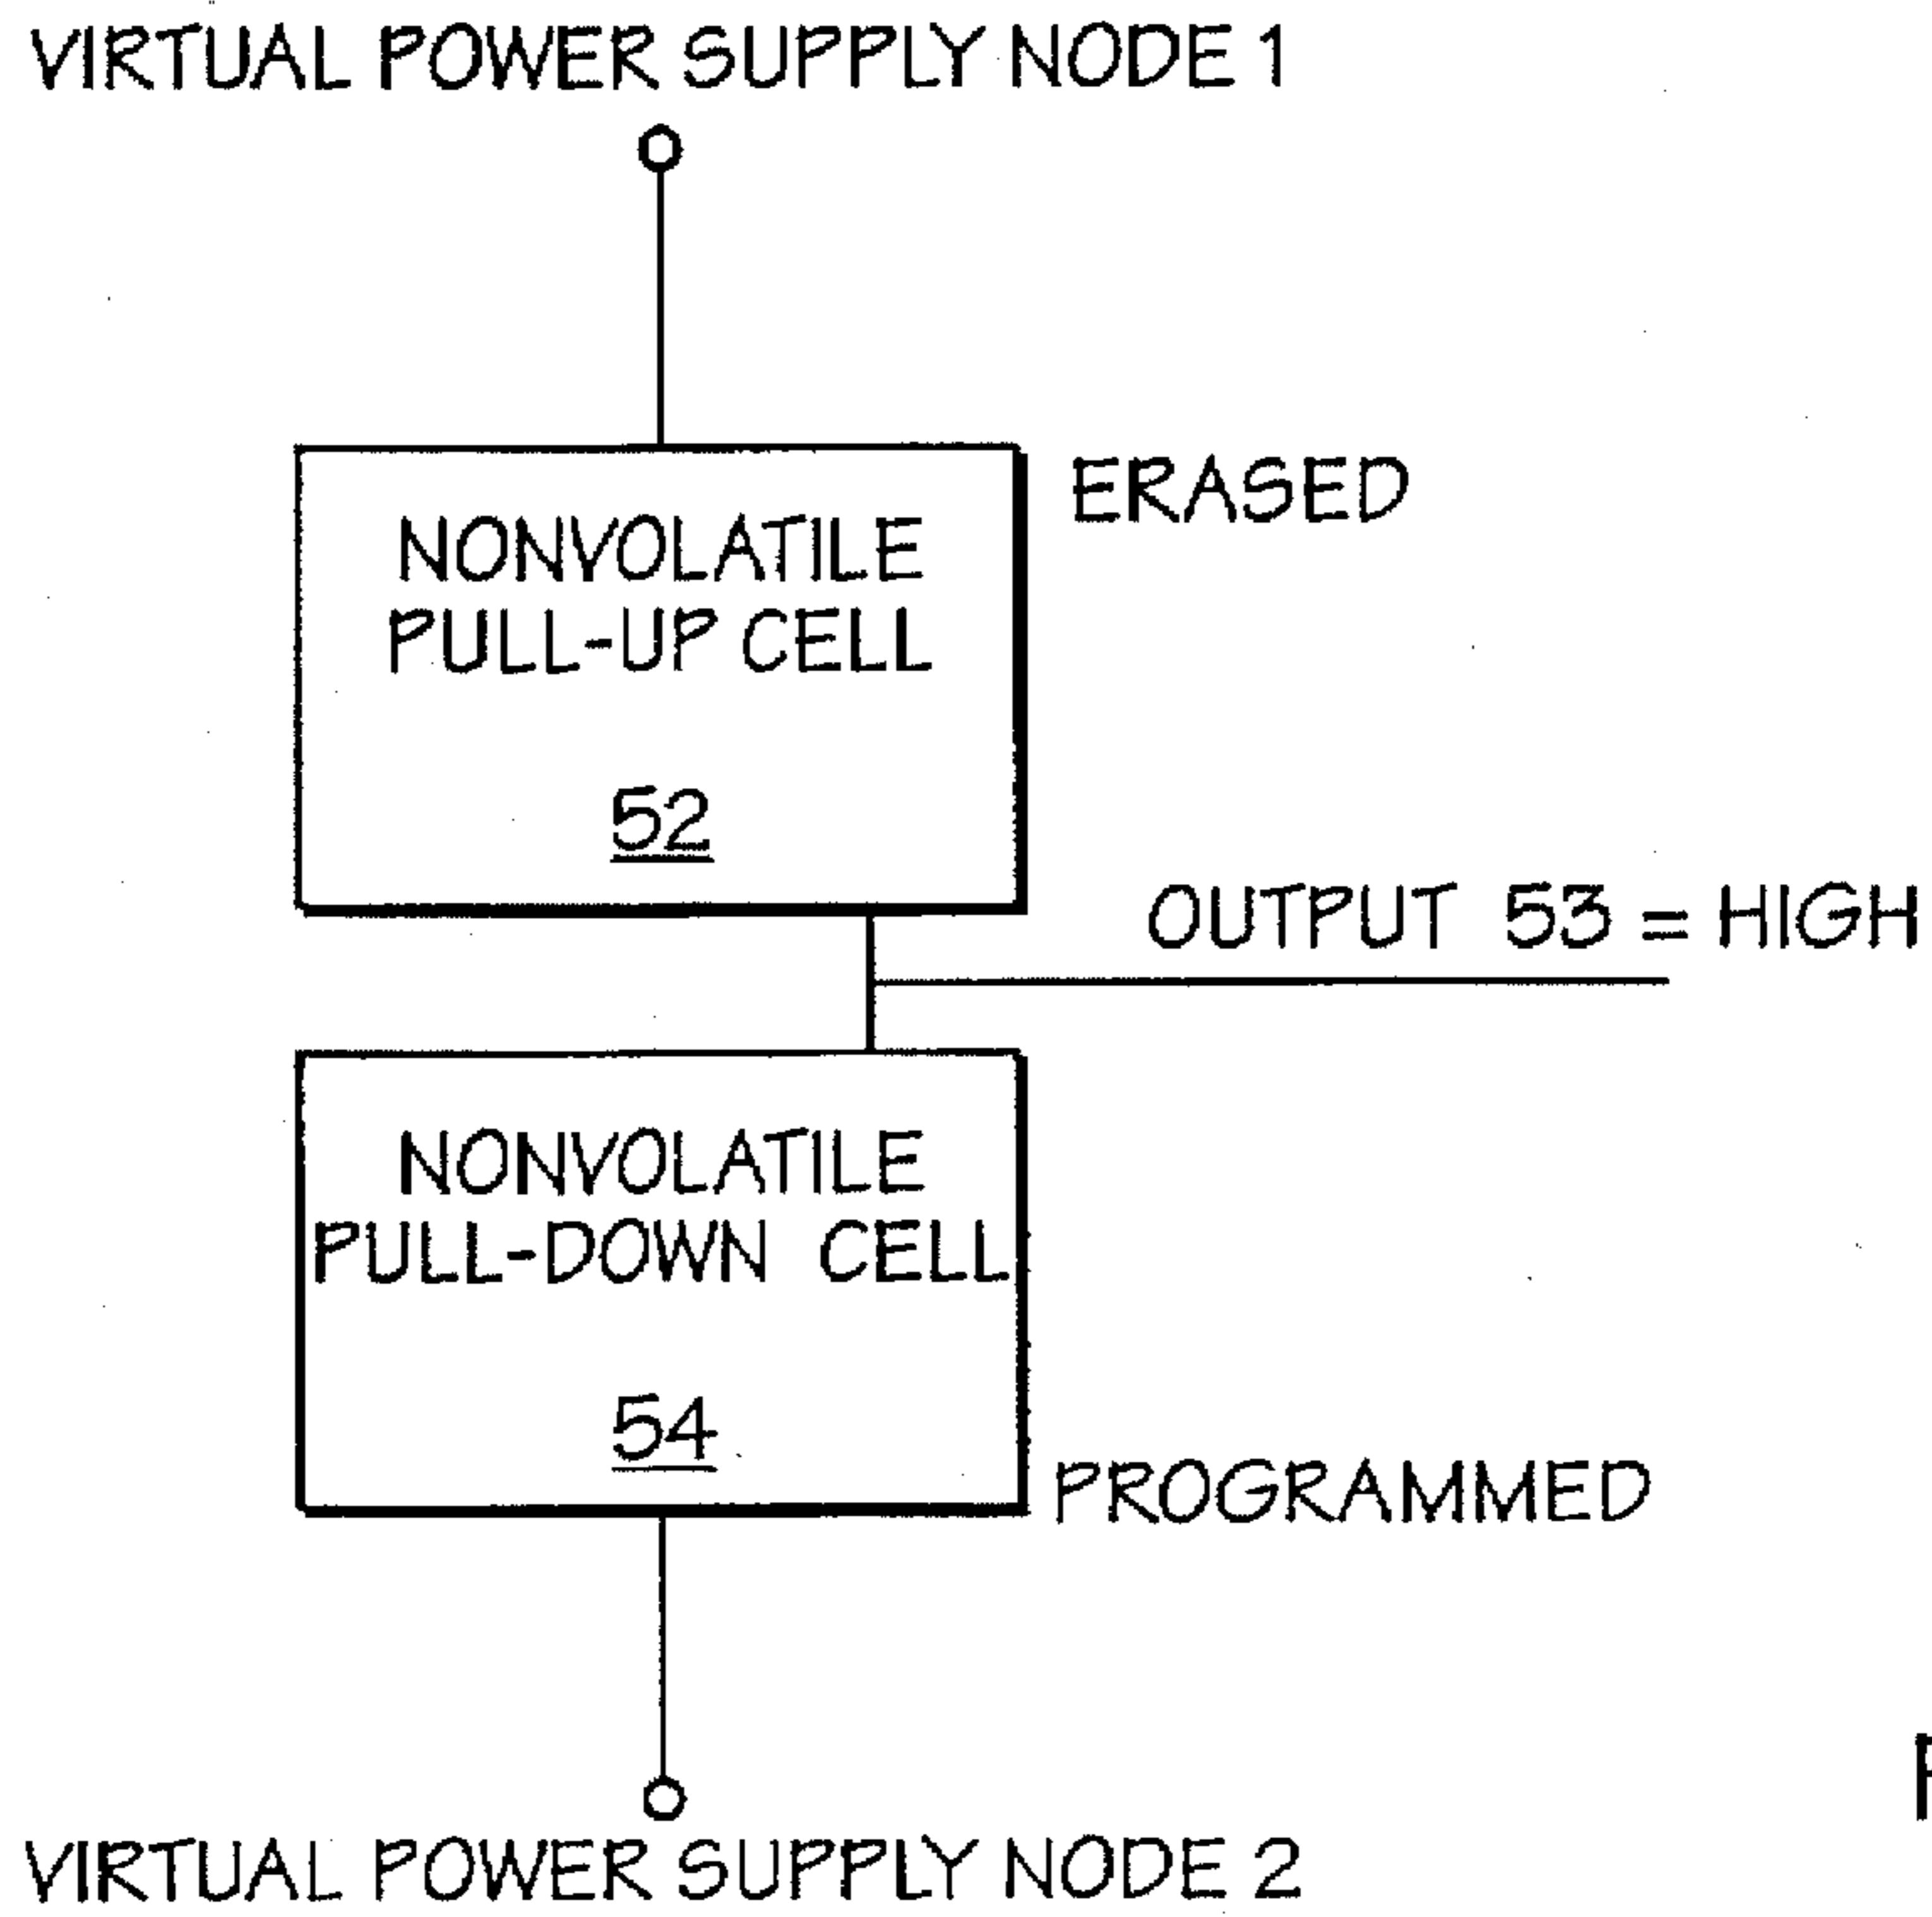 VIRTUAL POWER SUPPLY NODE 1
ERASED
NONVOLATILE
PULL-UP CELL
52
OUTPUT 53 = HIGH
NONVOLATILE
PULL-DOWN CELL
54
PROGRAMMED
VIRTUAL POWER SUPPLY NODE 2